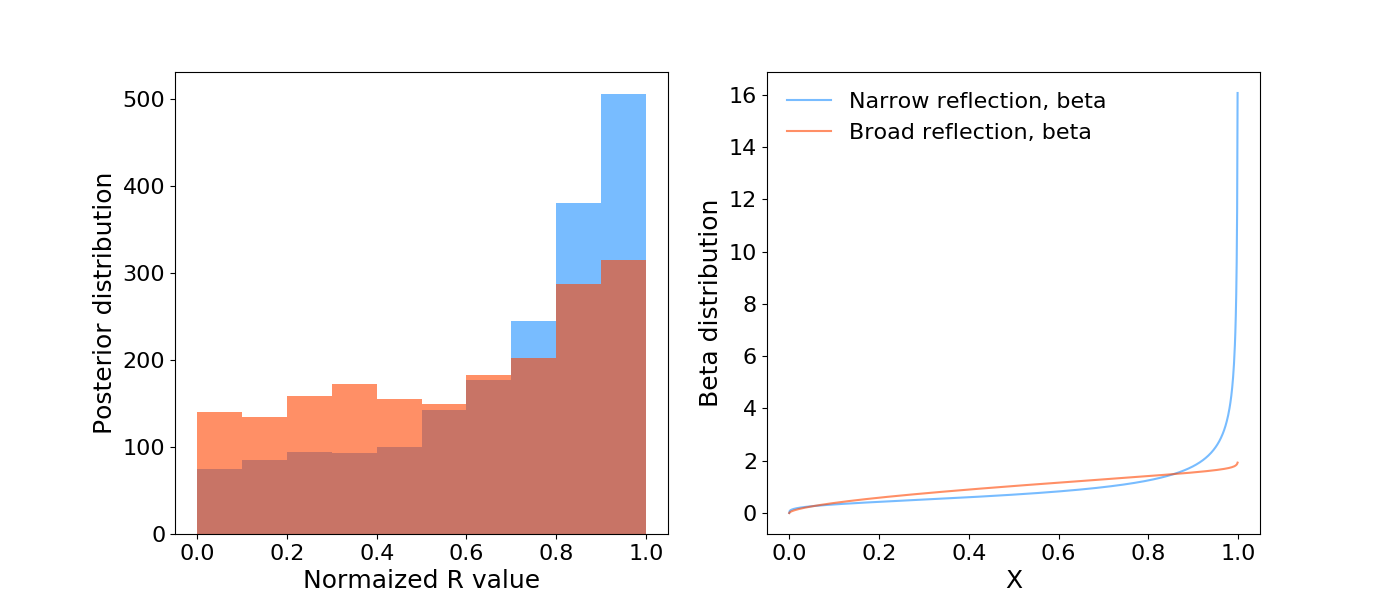 500
400
300
200
100
0
0.0 0.2 0.4 0.6 0.8 1.0
Normaized R value
Posterior distribution
16
14
12
10
8
6
4
2
0
0.0 0.2 0.4 0.6 0.8 1.0
X
Beta distribution
Narrow reflection, beta
Broad reflection, beta